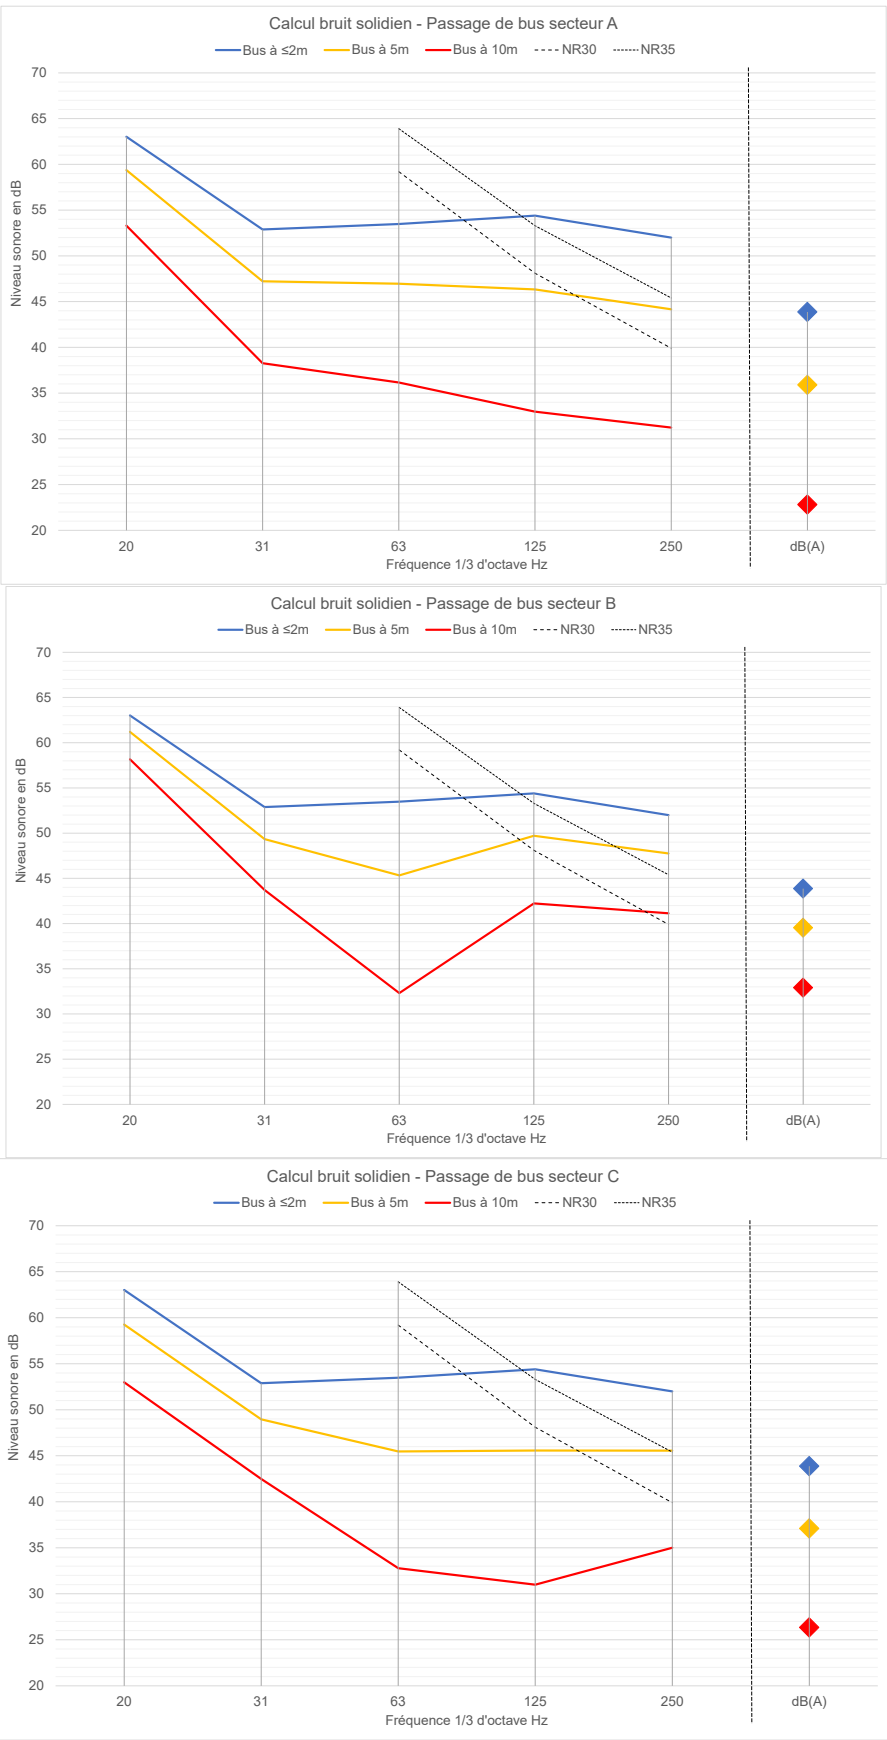 Calcul bruit solidien - Passage de bus secteur A
Bus à ≤2m Bus à 5m Bus à 10m NR30 NR35
Niveau sonore en dB
70
65
60
55
50
45
40
35
30
25
20
20 31 63 125 250 dB(A)
Fréquence 1/3 d'octave Hz
Calcul bruit solidien - Passage de bus secteur B
Bus à ≤2m Bus à 5m Bus à 10m NR30 NR35
Niveau sonore en dB
70
65
60
55
50
45
40
35
30
25
20
20 31 63 125 250 dB(A)
Fréquence 1/3 d'octave Hz
Calcul bruit solidien - Passage de bus secteur C
Bus à ≤2m Bus à 5m Bus à 10m NR30 NR35
Niveau sonore en dB
70
65
60
55
50
45
40
35
30
25
20
20 31 63 125 250 dB(A)
Fréquence 1/3 d'octave Hz